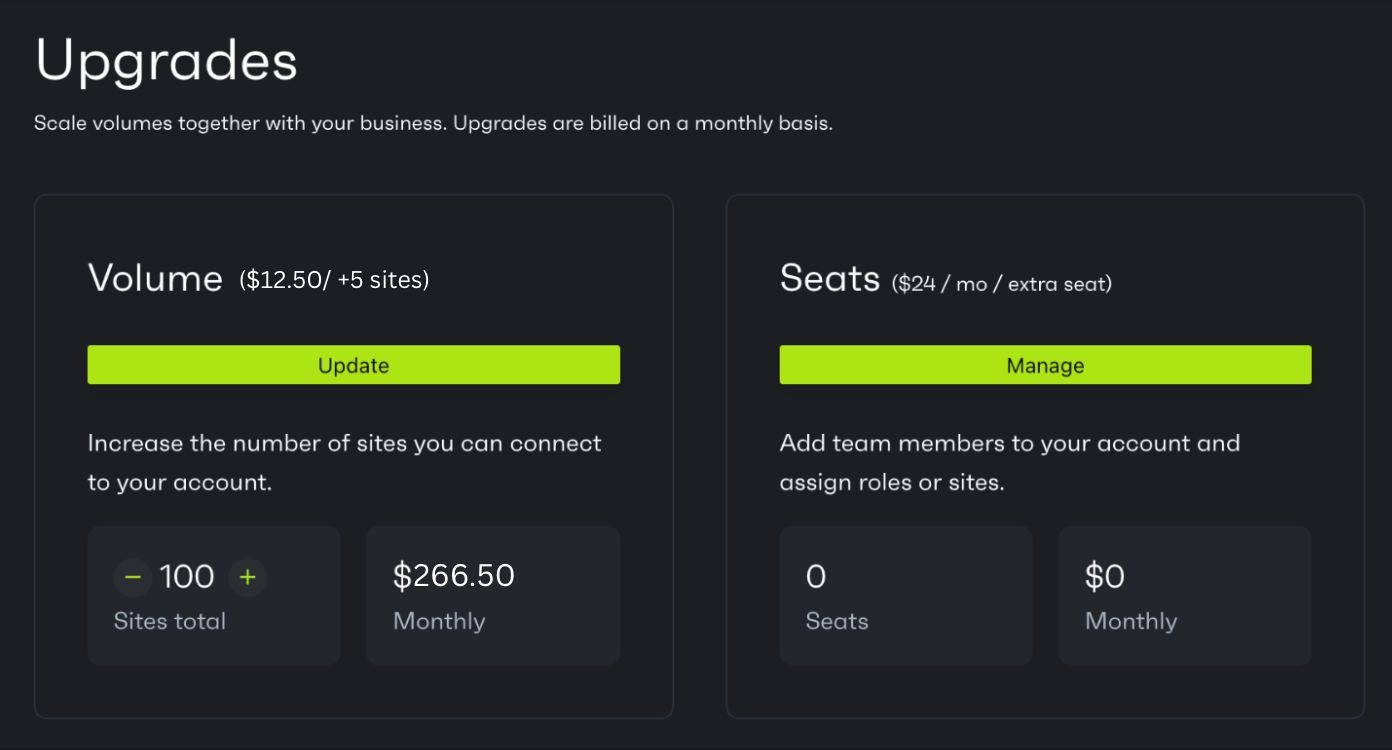 Upgrades
Scale volumes together with your business. Upgrades are billed on a monthly basis.
Volume ($12.50/ +5 sites)
Update
Increase the number of sites you can connect
to your account.
− 100 +
Sites total
$266.50
Monthly
Seats ($24 / mo / extra seat)
Manage
Add team members to your account and
assign roles or sites.
0
Seats
$0
Monthly